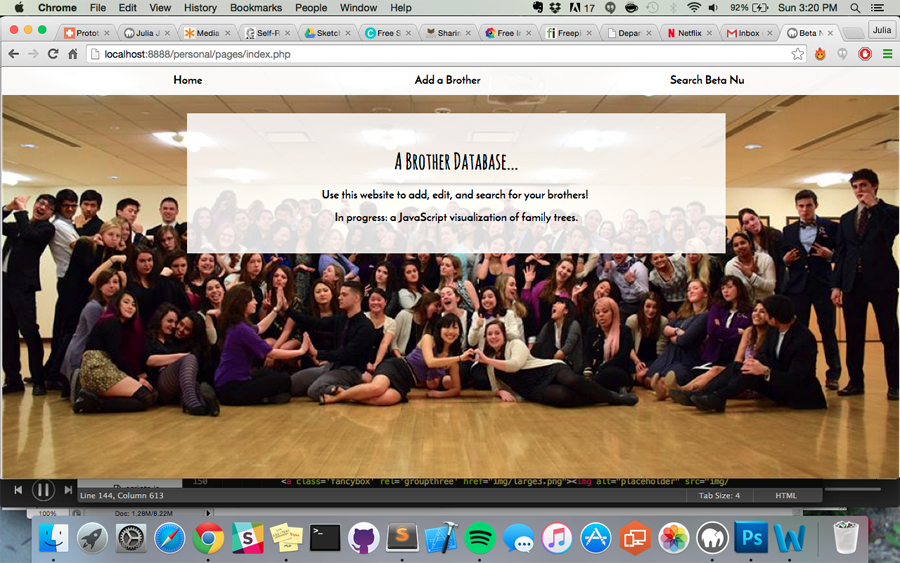 Chrome File Edit View History Bookmarks People Window Help 17 92% Sun 3:20 PM
Protot Julia J Media Self-R Sketch Free S Sharin Free In Freepi Depar Netflix Inbox Beta N Julia
localhost:8888/personal/pages/index.php
Home Add a Brother Search Beta Nu
A Brother Database...
Use this website to add, edit, and search for your brothers!
In progress: a JavaScript visualization of family trees.
150 <a class='fancybox' rel='groupthree' href="img/large3.png"><img alt="placeholder" src="img/
Line 144, Column 613 Tab Size: 4 HTML
100% Doc: 1.28M/8.22M